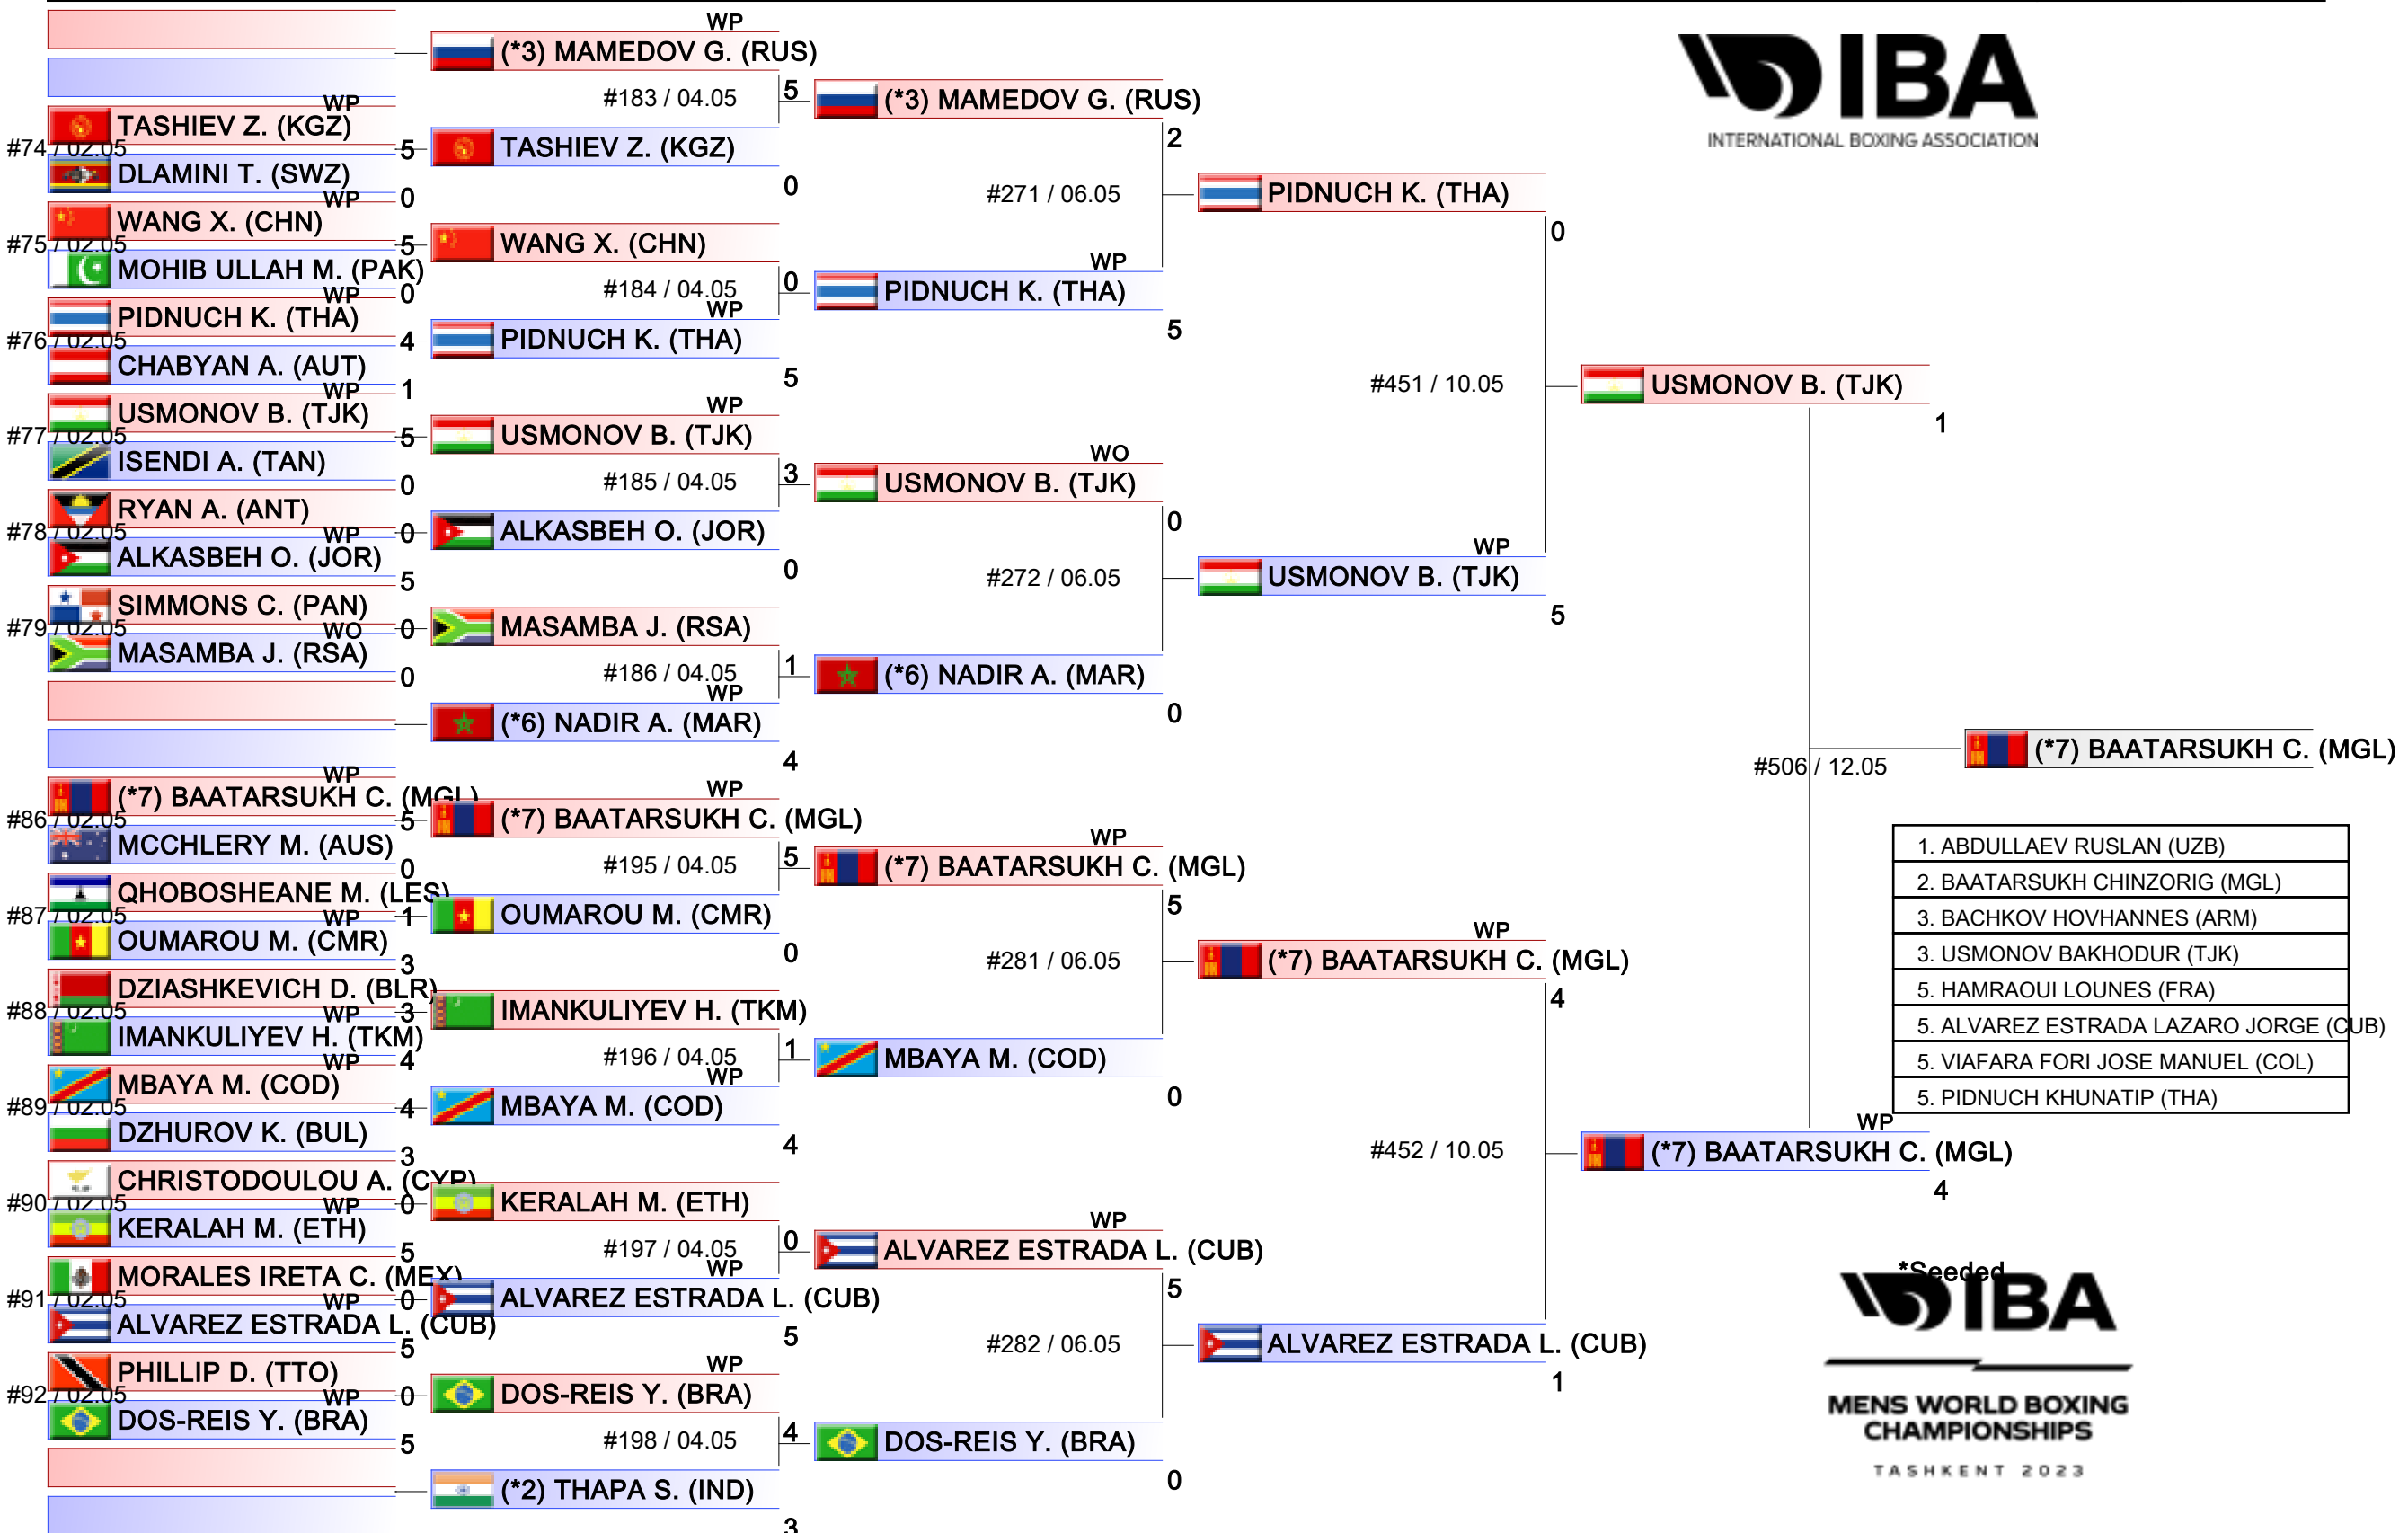 WP
(*3) MAMEDOV G. (RUS)
#183 / 04.05
5
(*3) MAMEDOV G. (RUS)
2
WP
TASHIEV Z. (KGZ)
#74 / 02.05
5
DLAMINI T. (SWZ)
0
TASHIEV Z. (KGZ)
0
#271 / 06.05
PIDNUCH K. (THA)
0
WP
WANG X. (CHN)
#75 / 02.05
5
MOHIB ULLAH M. (PAK)
0
WANG X. (CHN)
#184 / 04.05
0
WP
PIDNUCH K. (THA)
5
WP
PIDNUCH K. (THA)
#76 / 02.05
4
CHABYAN A. (AUT)
1
WP
PIDNUCH K. (THA)
5
#451 / 10.05
USMONOV B. (TJK)
1
WP
USMONOV B. (TJK)
#77 / 02.05
5
ISENDI A. (TAN)
0
WP
USMONOV B. (TJK)
#185 / 04.05
3
WO
USMONOV B. (TJK)
0
RYAN A. (ANT)
#78 / 02.05
0
WP
ALKASBEH O. (JOR)
5
ALKASBEH O. (JOR)
0
#272 / 06.05
WP
USMONOV B. (TJK)
5
SIMMONS C. (PAN)
#79 / 02.05
0
WO
MASAMBA J. (RSA)
0
MASAMBA J. (RSA)
#186 / 04.05
1
(*6) NADIR A. (MAR)
0
WP
(*6) NADIR A. (MAR)
4
#506 / 12.05
(*7) BAATARSUKH C. (MGL)
WP
(*7) BAATARSUKH C. (MGL)
#86 / 02.05
5
MCCHLERY M. (AUS)
0
WP
(*7) BAATARSUKH C. (MGL)
#195 / 04.05
5
WP
(*7) BAATARSUKH C. (MGL)
5
QHOBOSHEANE M. (LES)
#87 / 02.05
1
WP
OUMAROU M. (CMR)
3
OUMAROU M. (CMR)
0
#281 / 06.05
WP
(*7) BAATARSUKH C. (MGL)
4
DZIASHKEVICH D. (BLR)
#88 / 02.05
3
WP
IMANKULIYEV H. (TKM)
4
IMANKULIYEV H. (TKM)
#196 / 04.05
1
MBAYA M. (COD)
0
WP
MBAYA M. (COD)
#89 / 02.05
4
DZHUROV K. (BUL)
3
WP
MBAYA M. (COD)
4
#452 / 10.05
WP
(*7) BAATARSUKH C. (MGL)
4
CHRISTODOULOU A. (CYP)
#90 / 02.05
0
WP
KERALAH M. (ETH)
5
KERALAH M. (ETH)
#197 / 04.05
0
WP
ALVAREZ ESTRADA L. (CUB)
5
MORALES IRETA C. (MEX)
#91 / 02.05
0
WP
ALVAREZ ESTRADA L. (CUB)
5
WP
ALVAREZ ESTRADA L. (CUB)
5
#282 / 06.05
ALVAREZ ESTRADA L. (CUB)
1
PHILLIP D. (TTO)
#92 / 02.05
0
WP
DOS-REIS Y. (BRA)
5
WP
DOS-REIS Y. (BRA)
#198 / 04.05
4
DOS-REIS Y. (BRA)
0
(*2) THAPA S. (IND)
3
IBA
INTERNATIONAL BOXING ASSOCIATION
1. ABDULLAEV RUSLAN (UZB)
2. BAATARSUKH CHINZORIG (MGL)
3. BACHKOV HOVHANNES (ARM)
3. USMONOV BAKHODUR (TJK)
5. HAMRAOUI LOUNES (FRA)
5. ALVAREZ ESTRADA LAZARO JORGE (CUB)
5. VIAFARA FORI JOSE MANUEL (COL)
5. PIDNUCH KHUNATIP (THA)
*Seeded
IBA
MENS WORLD BOXING
CHAMPIONSHIPS
TASHKENT 2023